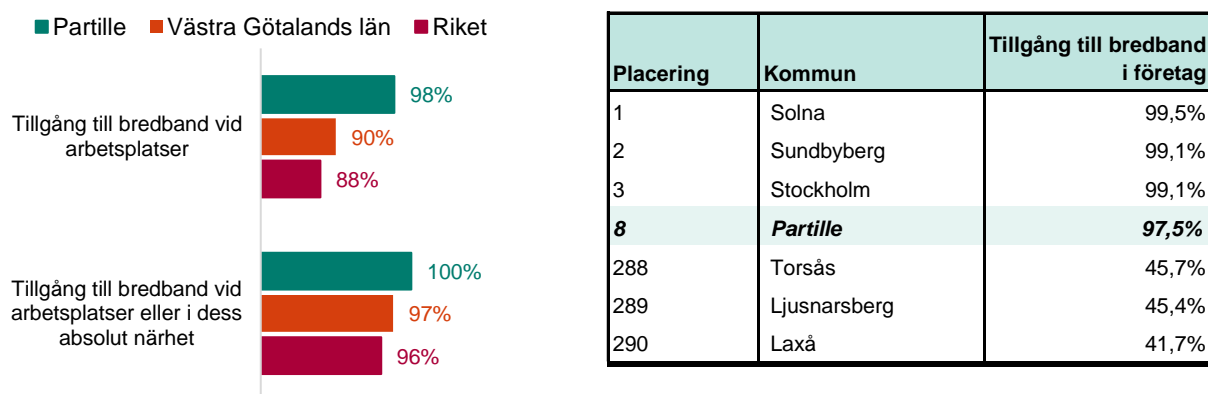 Partille Västra Götalands län Riket
Tillgång till bredband vid
arbetsplatser
98%
90%
88%
Tillgång till bredband vid
arbetsplatser eller i dess
absolut närhet
100%
97%
96%
Placering Kommun Tillgång till bredband
i företag
1 Solna 99,5%
2 Sundbyberg 99,1%
3 Stockholm 99,1%
8 Partille 97,5%
288 Torsås 45,7%
289 Ljusnarsberg 45,4%
290 Laxå 41,7%